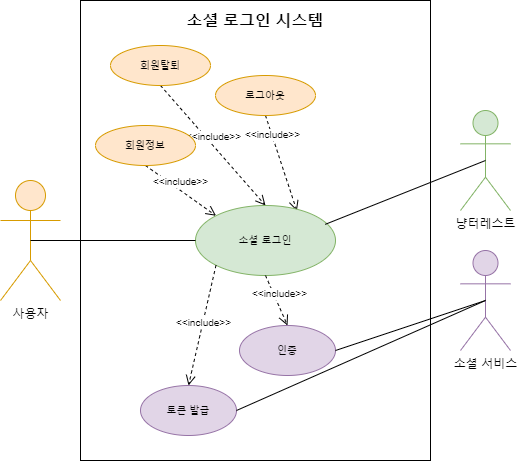 소셜 로그인 시스템
회원탈퇴
로그아웃
<<include>>
<<include>>
회원정보
<<include>>
냥터레스트
소셜 로그인
사용자
<<include>>
<<include>>
인증
소셜 서비스
토큰 발급